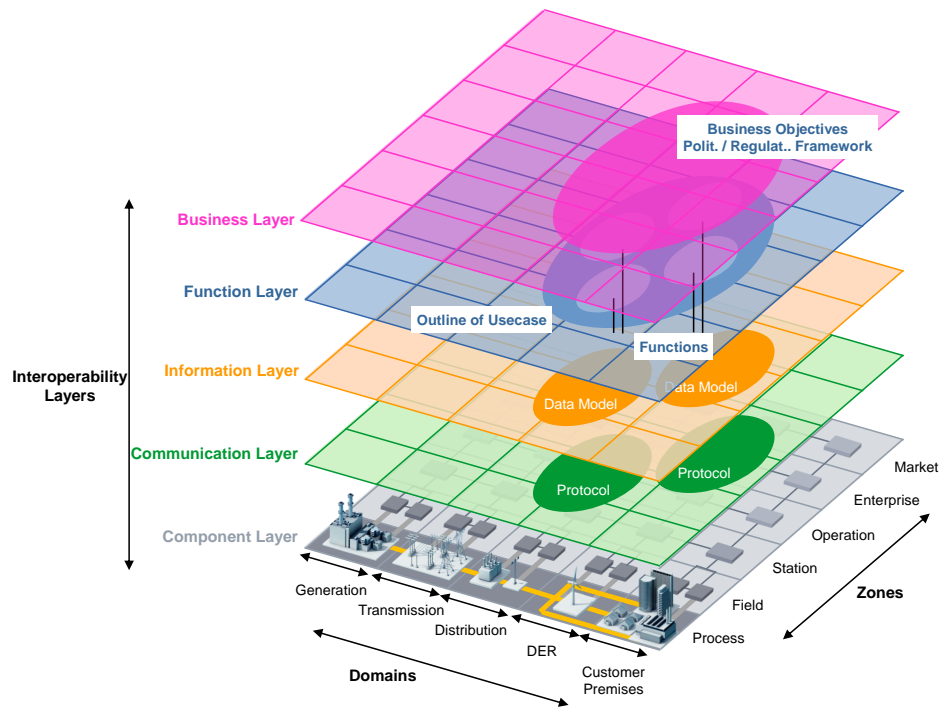 Business Objectives
Polit. / Regulat.. Framework
Business Layer
Function Layer
Outline of Usecase
Functions
Information Layer
Interoperability
Layers
Data Model
Data Model
Communication Layer
Protocol
Protocol
Component Layer
Market
Enterprise
Operation
Station
Field
Process
Zones
Generation
Transmission
Distribution
DER
Customer
Premises
Domains